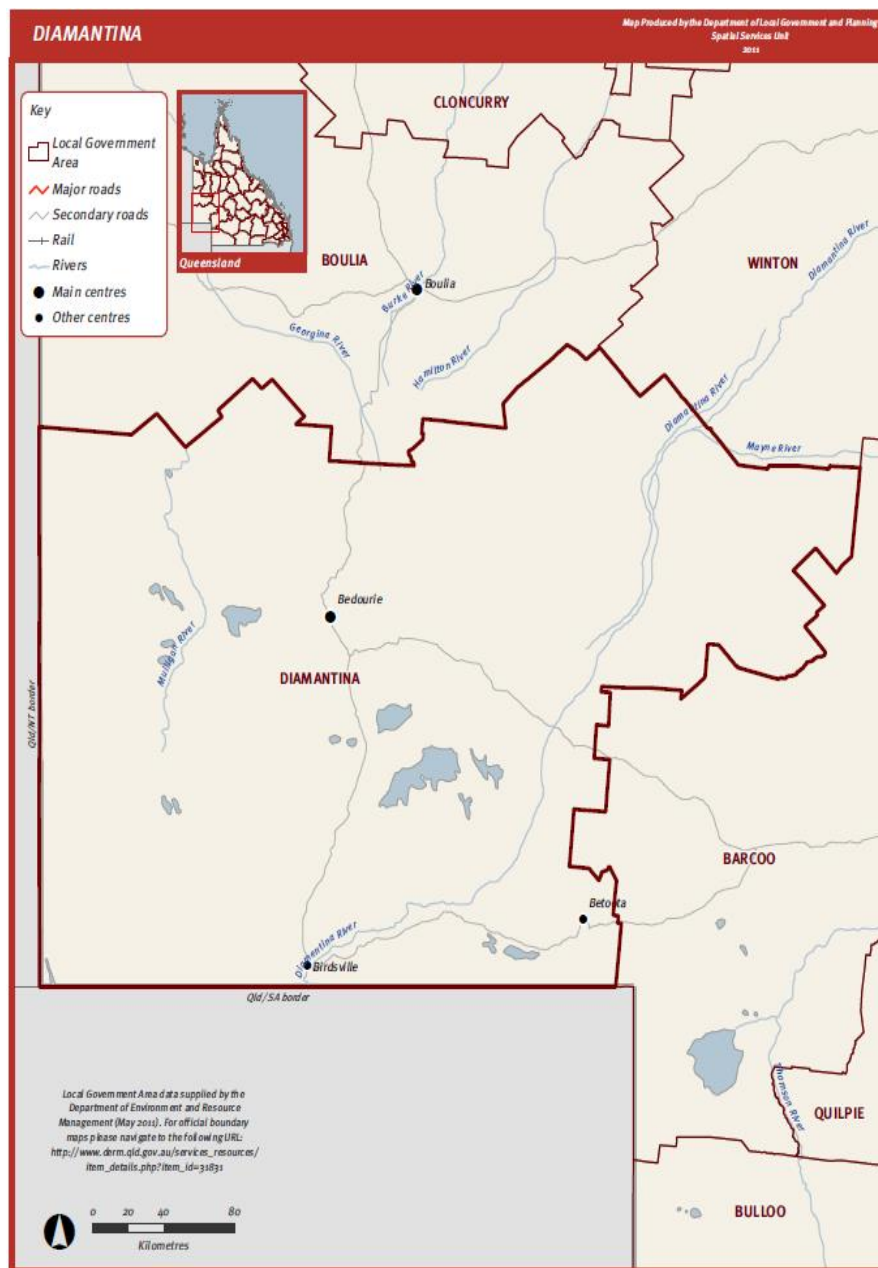 DIAMANTINA
Map Produced by the Department of Local Government and Planning
Spatial Services Unit
2011
Key
Local Government
Area
Major roads
Secondary roads
Rail
Rivers
Main centres
Other centres
Queensland
CLONCURRY
BOULIA
WINTON
Burke River
Boulia
Georgina River
Hamilton River
Diamantina River
Diamantina River
Mayne River
Bedourie
Mulligan River
DIAMANTINA
Qld/NT border
BARCOO
Betoota
Diamentina River
Birdsville
Qld/SA border
Thomson River
QUILPIE
BULLOO
Local Government Area data supplied by the
Department of Environment and Resource
Management (May 2011). For official boundary
maps please navigate to the following URL:
http://www.derm.qld.gov.au/services_resources/
item_details.php?item_id=31831
0 20 40 80
Kilometres